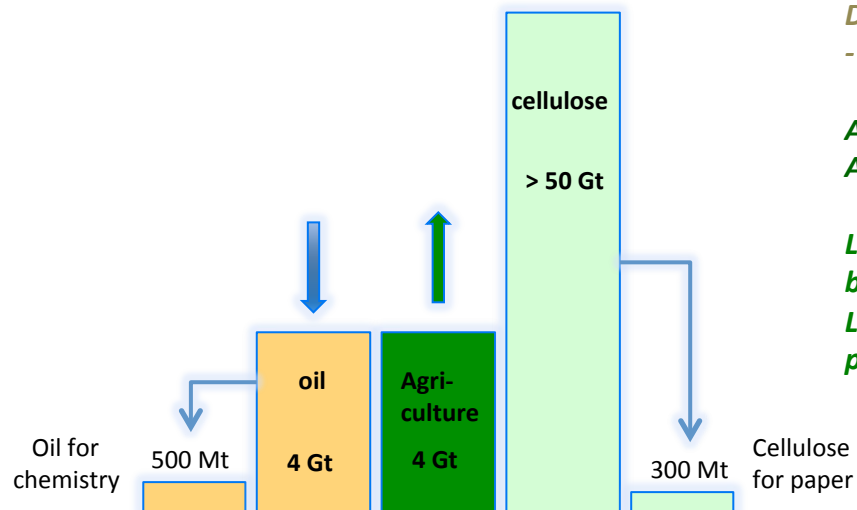 cellulose
> 50 Gt
oil
4 Gt
Agri-
culture
4 Gt
Oil for
chemistry
500 Mt
300 Mt
Cellulose
for paper
D
-
A
A
L
b
L
p